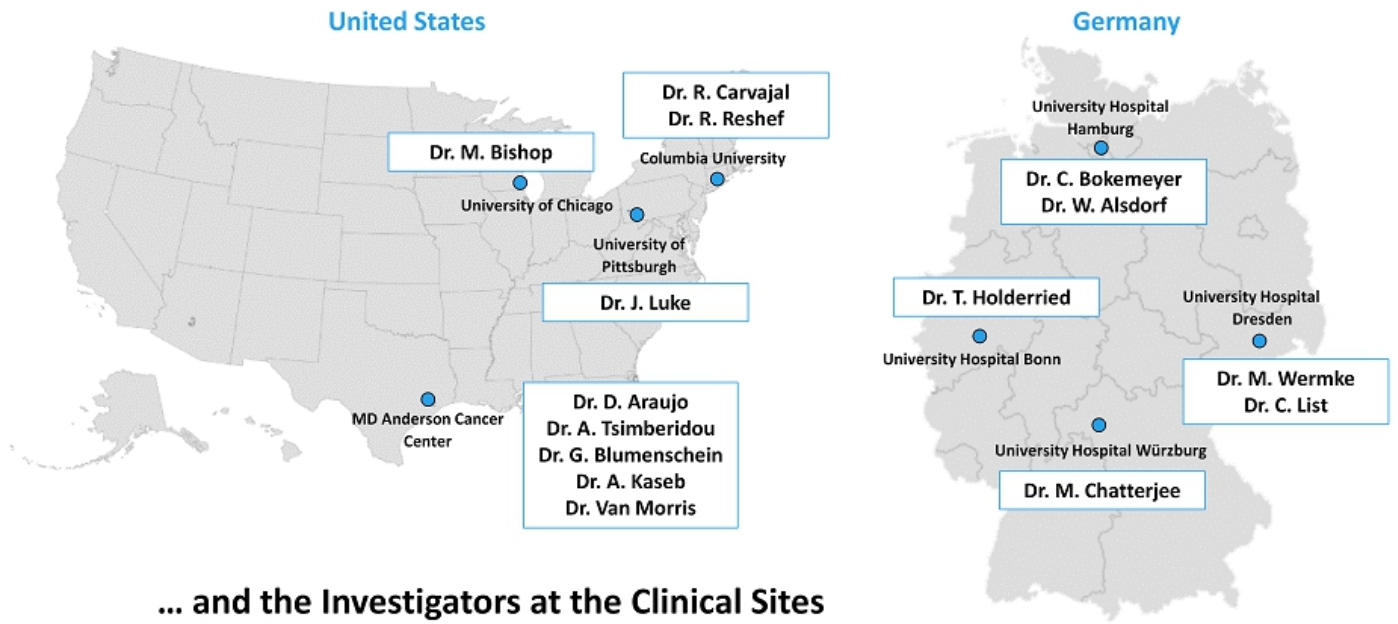 United States
Dr. R. Carvajal
Dr. R. Reshef
Columbia University
Dr. M. Bishop
University of Chicago
University of
Pittsburgh
Dr. J. Luke
MD Anderson Cancer
Center
Dr. D. Araujo
Dr. A. Tsimberidou
Dr. G. Blumenschein
Dr. A. Kaseb
Dr. Van Morris
Germany
University Hospital
Hamburg
Dr. C. Bokemeyer
Dr. W. Alsdorf
Dr. T. Holderried
University Hospital Bonn
University Hospital
Dresden
Dr. M. Wermke
Dr. C. List
University Hospital Würzburg
Dr. M. Chatterjee
... and the Investigators at the Clinical Sites